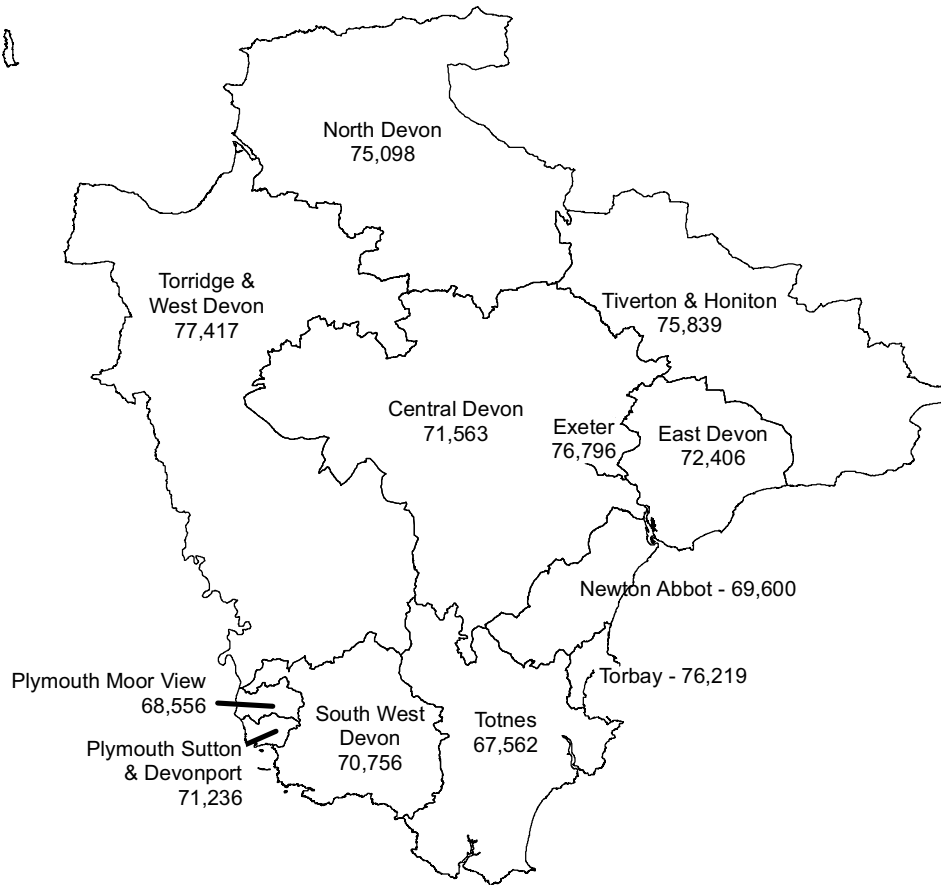 North Devon
75,098
Torridge &
West Devon
77,417
Tiverton & Honiton
75,839
Central Devon
71,563
Exeter
76,796
East Devon
72,406
Newton Abbot - 69,600
Plymouth Moor View
68,556
Torbay - 76,219
South West
Devon
70,756
Totnes
67,562
Plymouth Sutton
& Devonport
71,236